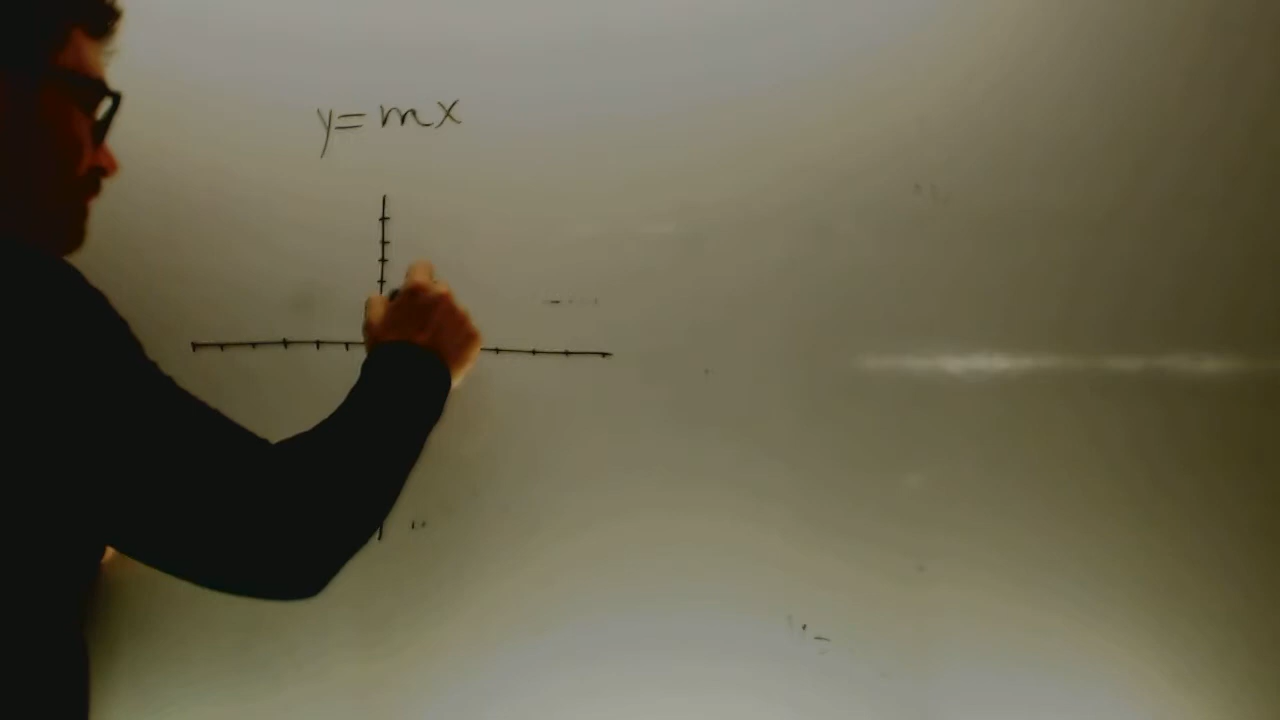 y = mx